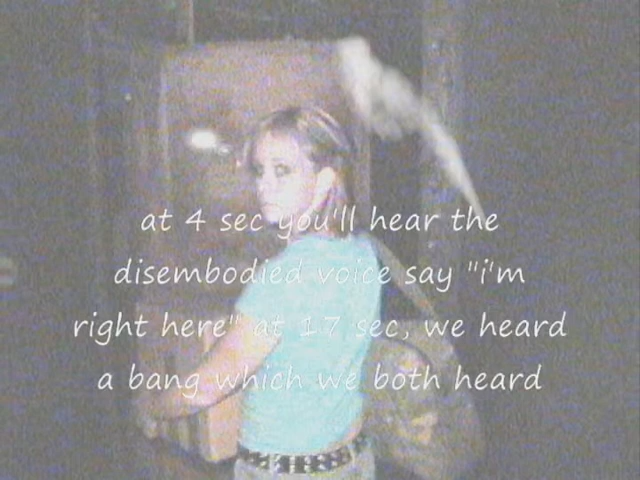 at 4 sec you'll hear the
disembodied voice say "i'm
right here" at 17 sec, we heard
a bang which we both heard